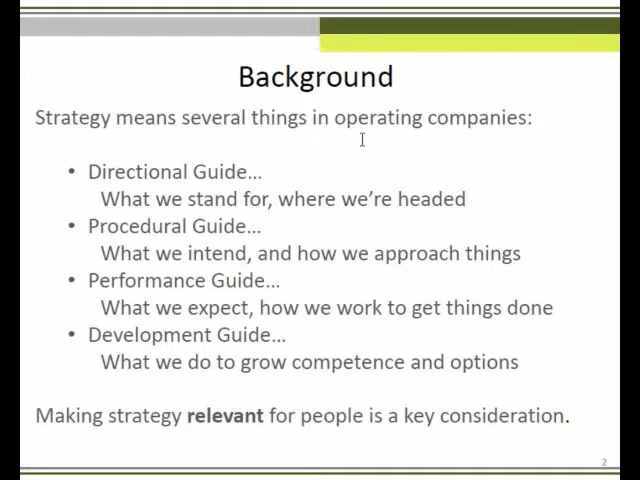 Background
Strategy means several things in operating companies:
• Directional Guide...
What we stand for, where we're headed
• Procedural Guide...
What we intend, and how we approach things
• Performance Guide...
What we expect, how we work to get things done
• Development Guide...
What we do to grow competence and options
Making strategy relevant for people is a key consideration.
2